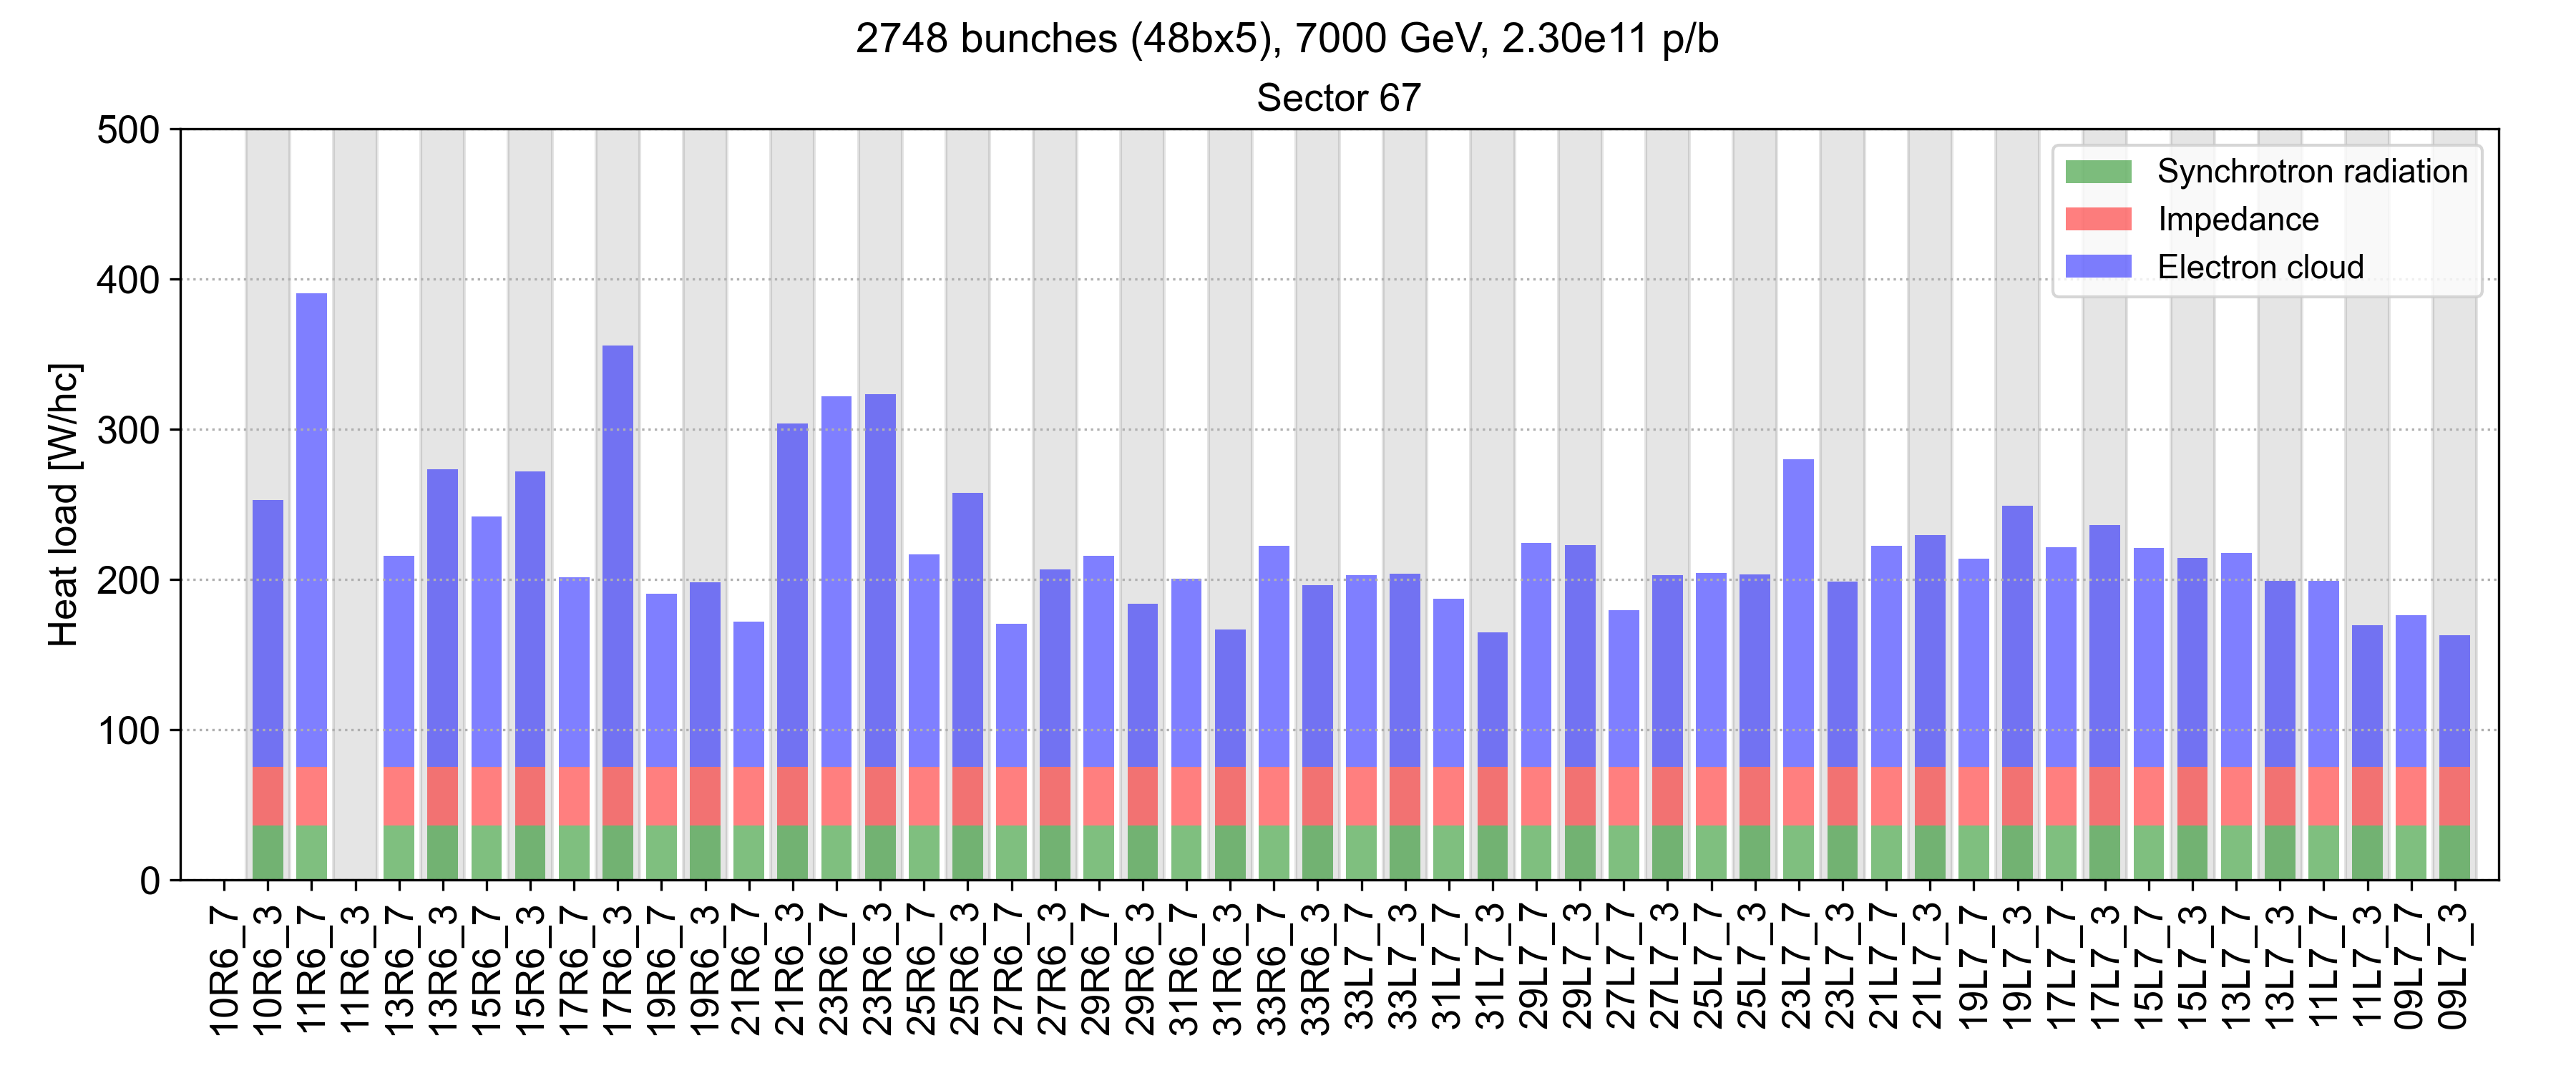 2748 bunches (48bx5), 7000 GeV, 2.30e11 p/b
Sector 67
500
400
300
200
100
0
Heat load [W/hc]
Synchrotron radiation
Impedance
Electron cloud
10R6_7
10R6_3
11R6_7
11R6_3
13R6_7
13R6_3
15R6_7
15R6_3
17R6_7
17R6_3
19R6_7
19R6_3
21R6_7
21R6_3
23R6_7
23R6_3
25R6_7
25R6_3
27R6_7
27R6_3
29R6_7
29R6_3
31R6_7
31R6_3
33R6_7
33R6_3
33L7_7
33L7_3
31L7_7
31L7_3
29L7_7
29L7_3
27L7_7
27L7_3
25L7_7
25L7_3
23L7_7
23L7_3
21L7_7
21L7_3
19L7_7
19L7_3
17L7_7
17L7_3
15L7_7
15L7_3
13L7_7
13L7_3
11L7_7
11L7_3
09L7_7
09L7_3